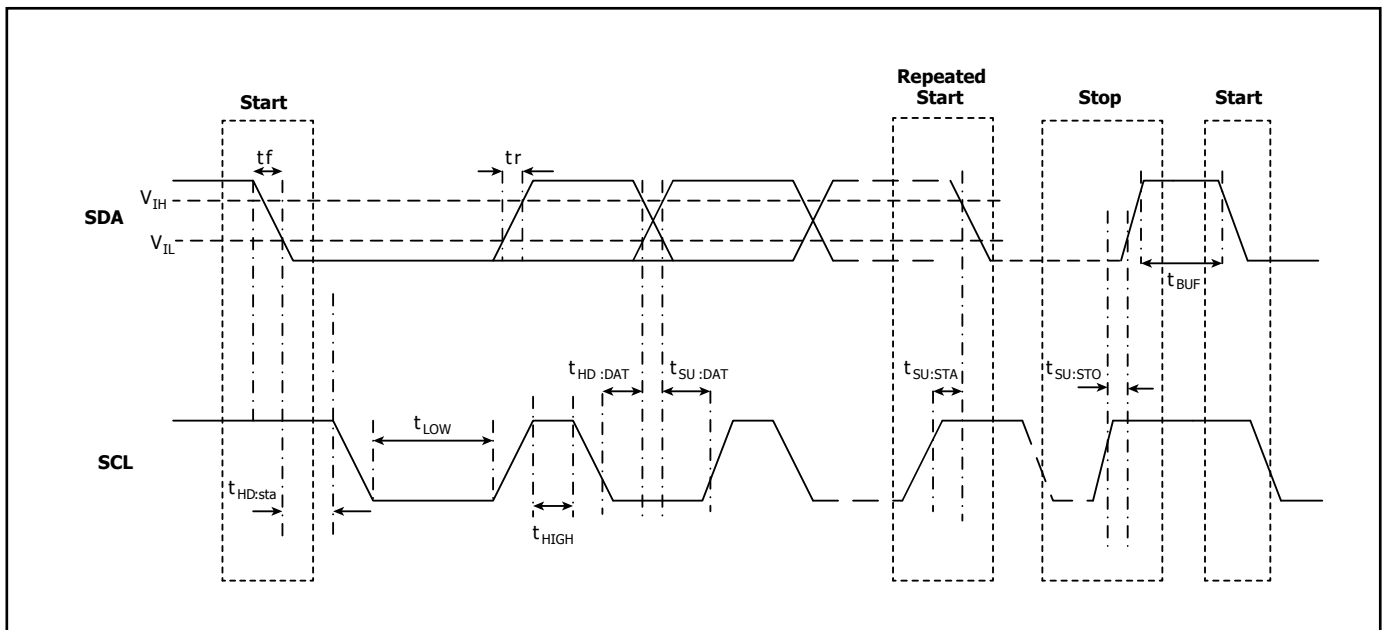 Repeated
Start
Start
Stop
Start
tf
tr
VIH
SDA
VIL
tBUF
tHD :DAT
tSU :DAT
tSU:STA
tSU:STO
tLOW
SCL
tHD:sta
tHIGH